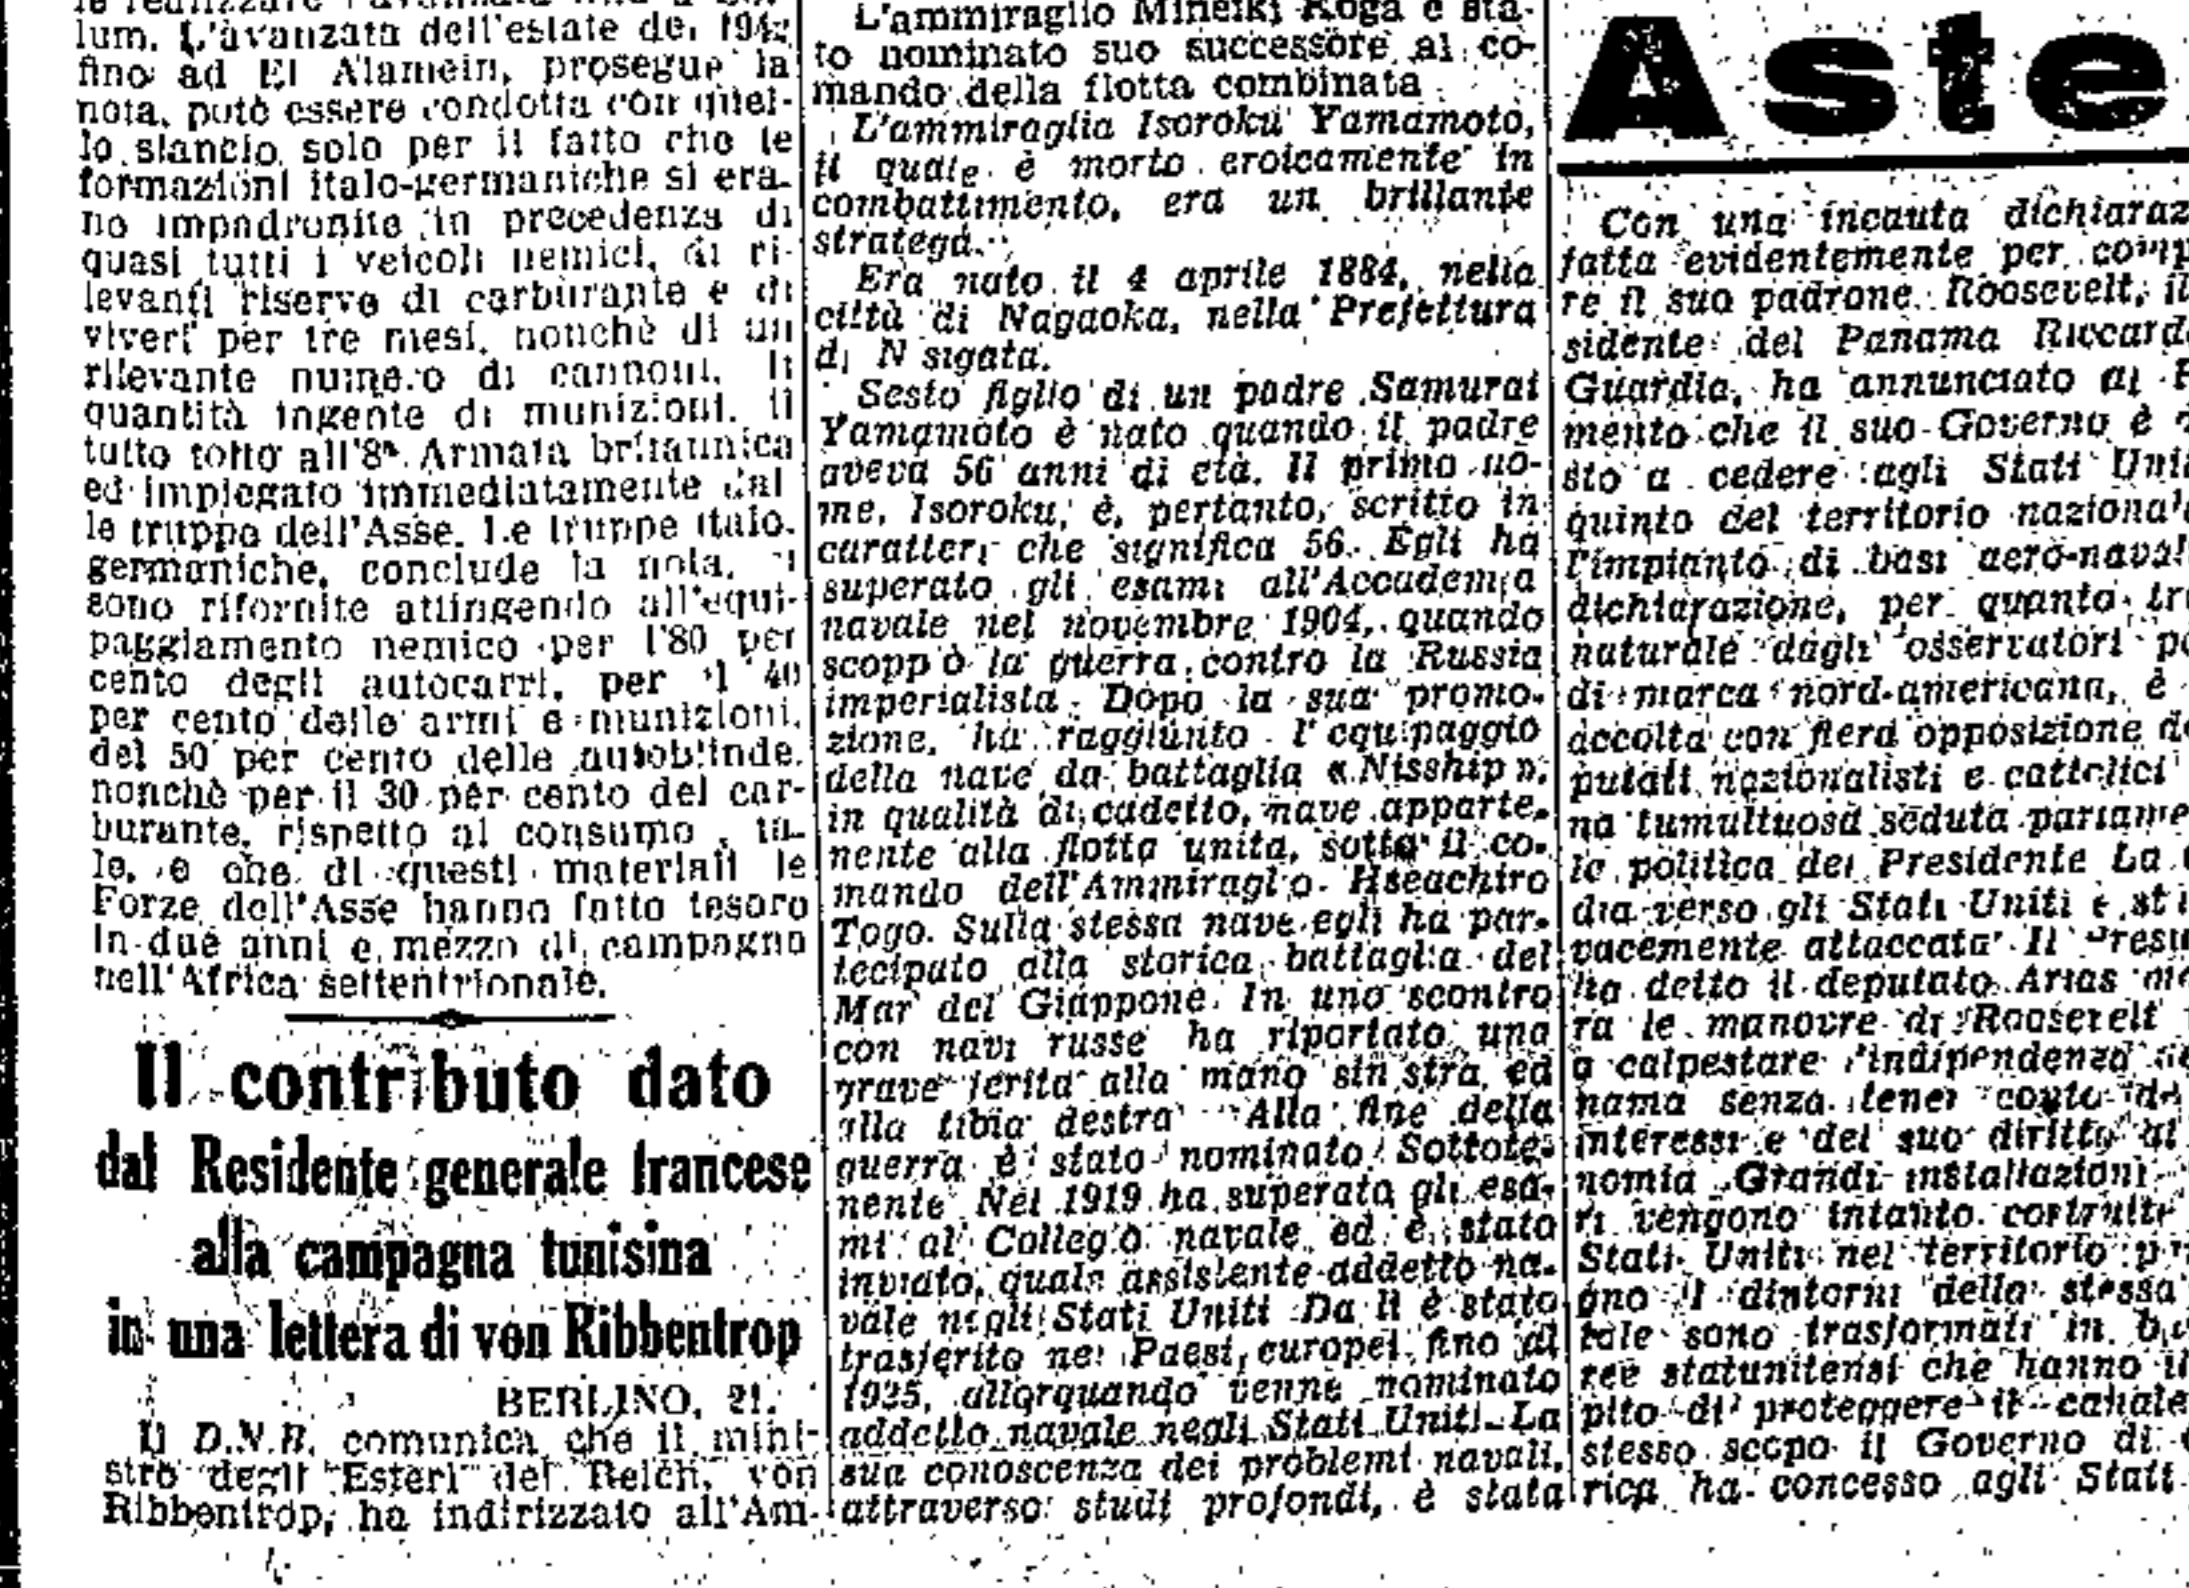 lum. L'avanzata dell'estate del 1942
fino ad El Alamein, prosegue la
nota, potè essere condotta con quel-
lo slancio solo per il fatto che le
formazioni italo-germaniche si era-
no impadronite in precedenza di
quasi tutti i veicoli nemici, di ri-
levanti riserve di carburante e di
viveri per tre mesi, nonchè di un
rilevante numero di cannoni. Il
quantità ingente di munizioni. Il
tutto tolto all'8ª Armata britannica
ed impiegato immediatamente dal
le truppe dell'Asse. Le truppe italo-
germaniche, conclude la nota, si
sono rifornite attingendo all'equi-
paggiamento nemico per l'80 per
cento degli autocarri, per il 40
per cento delle armi e munizioni,
del 50 per cento delle autoblinde,
nonchè per il 30 per cento del car-
burante, rispetto al consumo
le, e che di questi materiali le
Forze dell'Asse hanno fatto tesoro
in due anni e mezzo di campagna
nell'Africa settentrionale.
Il contributo dato
dal Residente generale francese
alla campagna tunisina
in una lettera di von Ribbentrop
BERLINO, 21.
Il D.N.B. comunica che il mini-
stro degli Esteri del Reich, von
Ribbentrop, ha indirizzato all'Am-
L'ammiraglio Mineiki Koga è sta-
to nominato suo successore al co-
mando della flotta combinata
L'ammiraglia Isoroku Yamamoto,
il quale è morto eroicamente in
combattimento, era un brillante
stratega.
Era nato il 4 aprile 1884, nella
città di Nagaoka, nella Prefettura
di N sigata.
Sesto figlio di un padre Samurai
Yamamoto è nato quando il padre
aveva 56 anni di età. Il primo no-
me, Isoroku, è, pertanto, scritto in
caratteri che significa 56. Egli ha
superato gli esami all'Accademia
navale nel novembre 1904, quando
scoppiò la guerra contro la Russia
imperialista. Dopo la sua promo-
zione, ha raggiunto l'equipaggio
della nave da battaglia «Nisship»,
in qualità di cadetto, nave apparte-
nente alla flotta unita, sotto il co-
mando dell'Ammiraglio Hseachiro
Togo. Sulla stessa nave egli ha par-
tecipato alla storica battaglia del
Mar del Giappone. In uno scontro
con navi russe ha riportato una
grave ferita alla mano sinistra, ed
alla tibia destra Alla fine della
guerra è stato nominato Sottote-
nente Nel 1919 ha superato gli esa-
mi al Collegio navale ed è stato
inviato, quale assistente addetto na-
vale negli Stati Uniti Da lì è stato
trasferito nei Paesi europei fino al
1925, allorquando venne nominato
addetto navale negli Stati Uniti. La
sua conoscenza dei problemi navali,
attraverso studi profondi, è stata
Aste
Con una incauta dichiaraz
fatta evidentemente per comp
re il suo padrone Roosevelt, il
sidente del Panama Riccard
Guardia, ha annunciato al P
mento che il suo Governo è
sto a cedere agli Stati Uni
quinto del territorio nazional
l'impianto di basi aero-naval
dichiarazione, per quanto tr
naturale dagli osservatori po
di marca nord-americana, è
accolta con fiera opposizione d
putati nazionalisti e cattolici
na tumultuosa seduta parlame
le politica del Presidente La
dia verso gli Stati Uniti è st
vacemente attaccata. Il Presi
ha detto il deputato Arias
ra le manovre di Roosevelt
a calpestare l'indipendenza
nama senza tener conto de
interessi e del suo diritto al
nomia Grandi installazioni
ri vengono intanto costruite
Stati Uniti nel territorio
gno I dintorni della stessa
tale sono trasformati in
ree statunitensi che hanno il
pito di proteggere il canale
stesso scopo il Governo di
rica ha concesso agli Stati